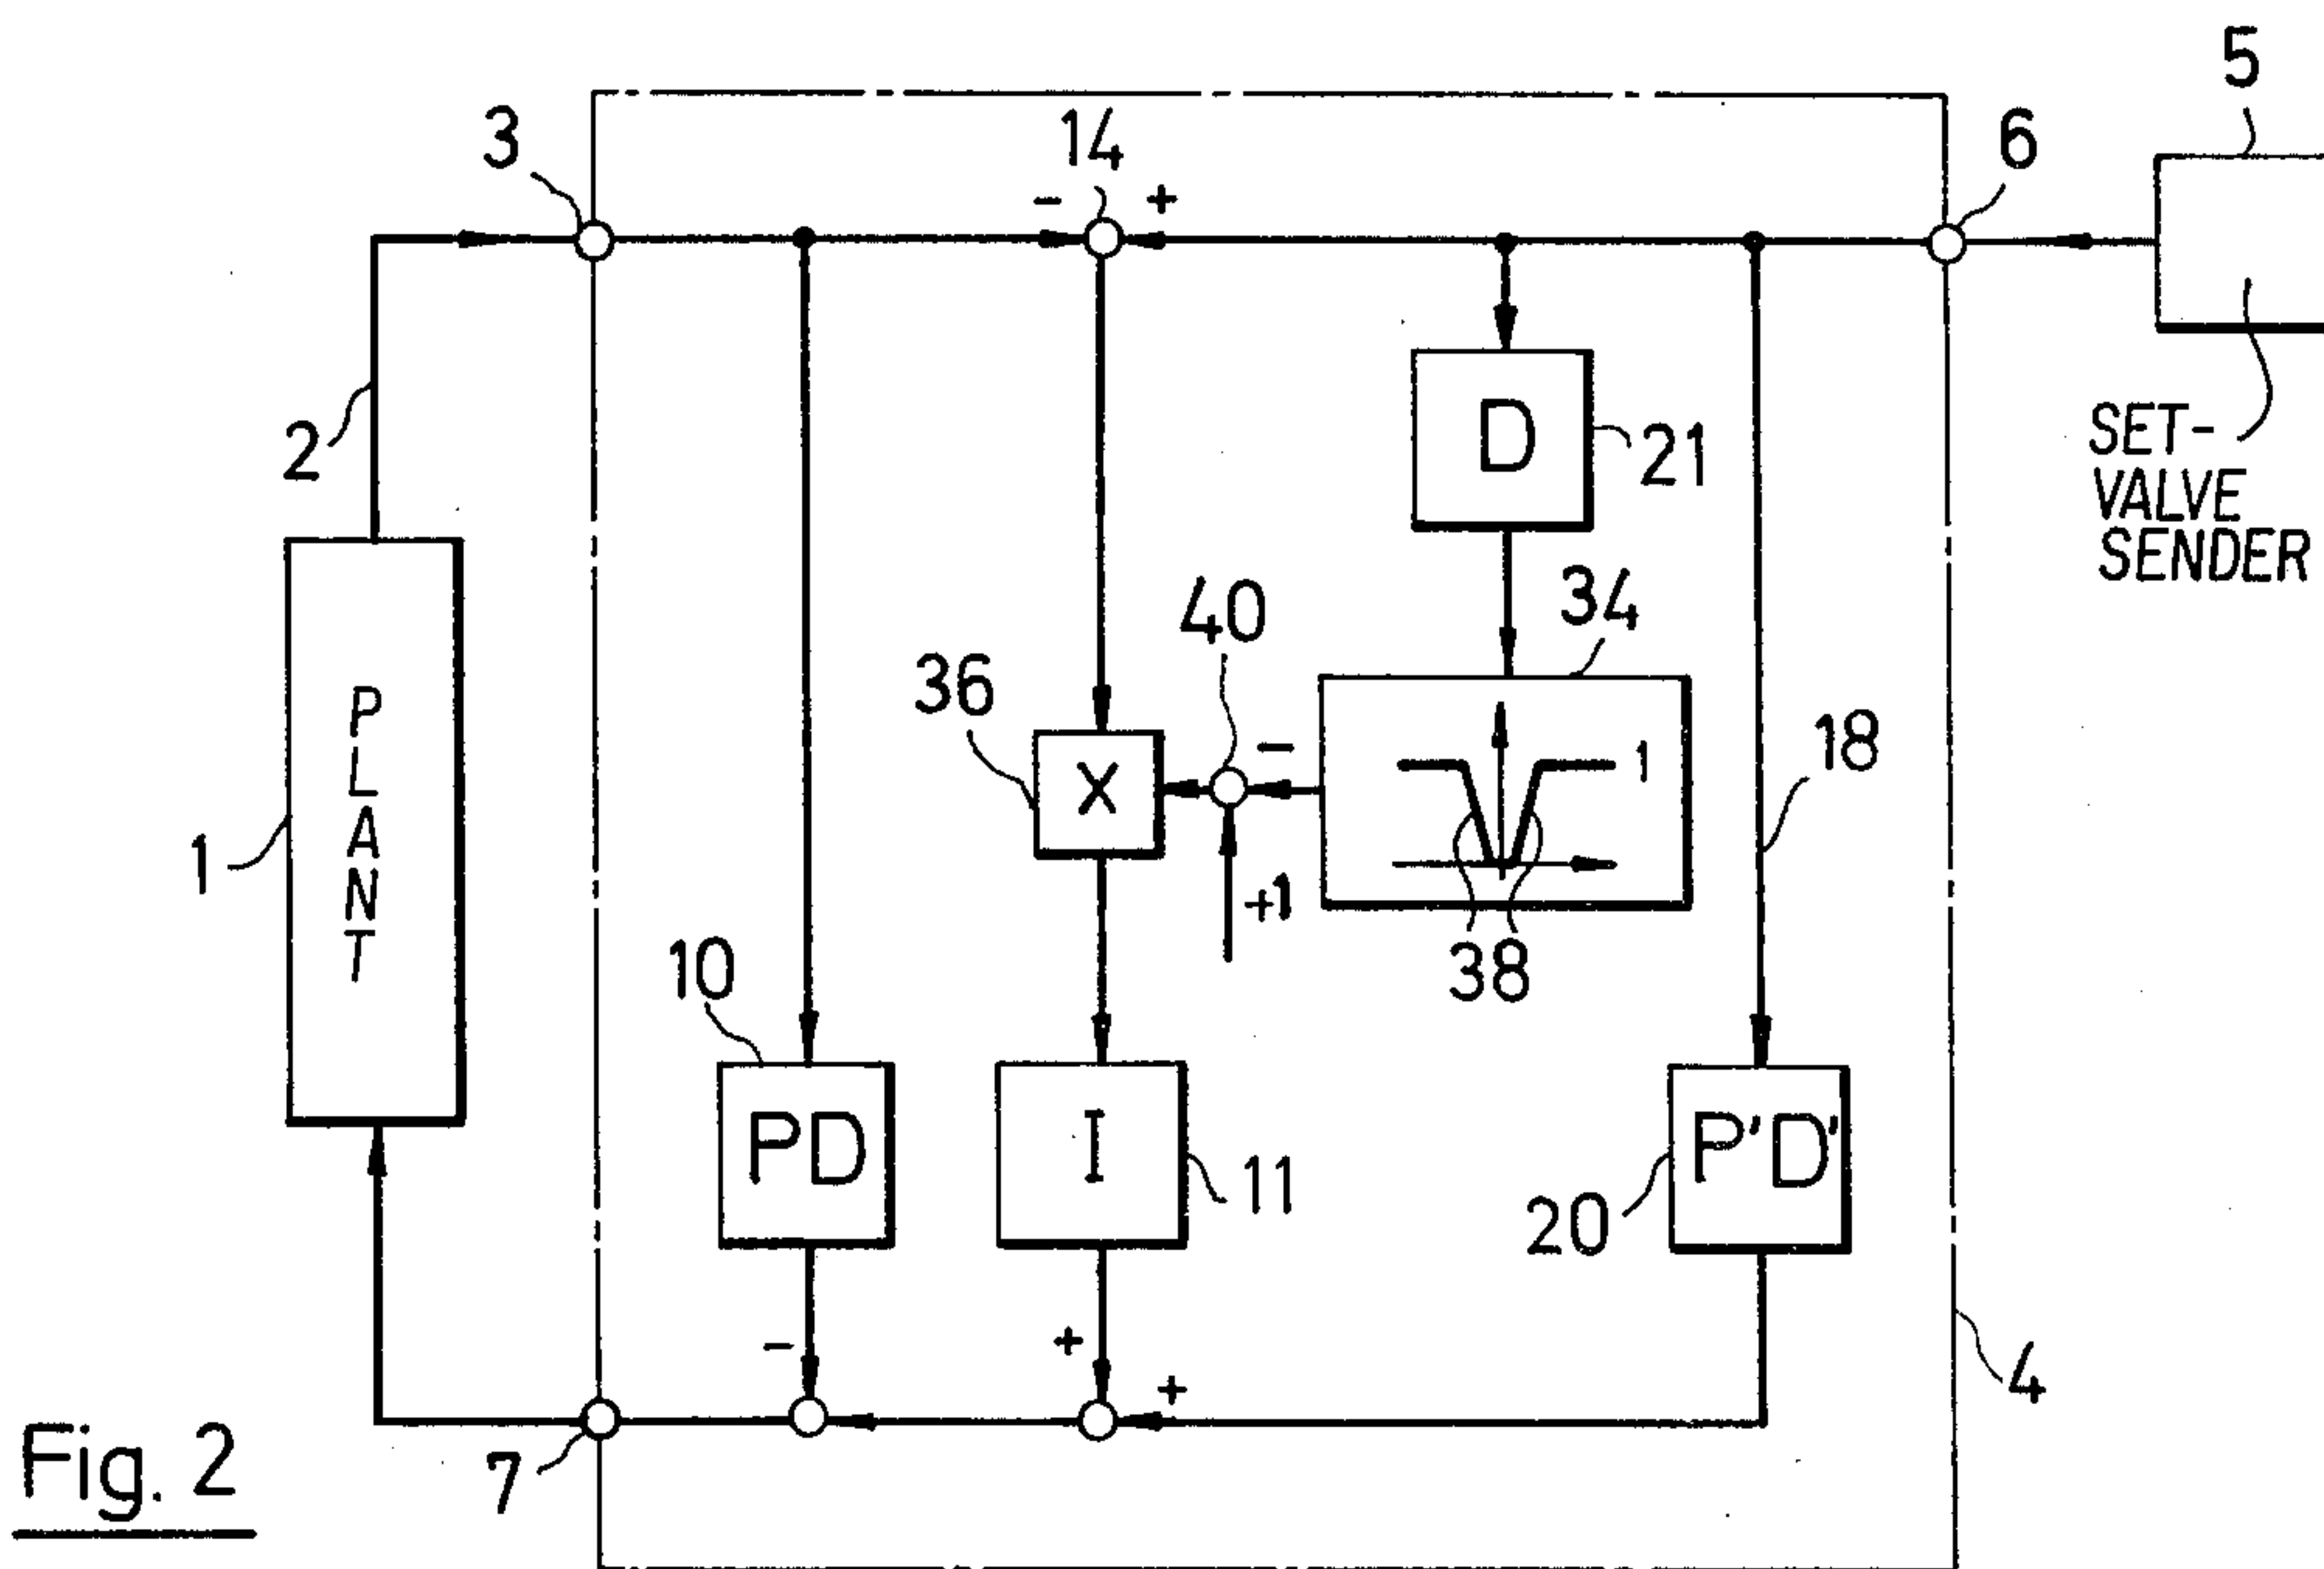 5
3
14
6
-
+
2
D
21
SET-
VALVE
SENDER
40
34
36
PLANT
-
1
18
X
1
+1
10
38
PD
I
11
P'D'
20
-
+
+
4
7
Fig. 2